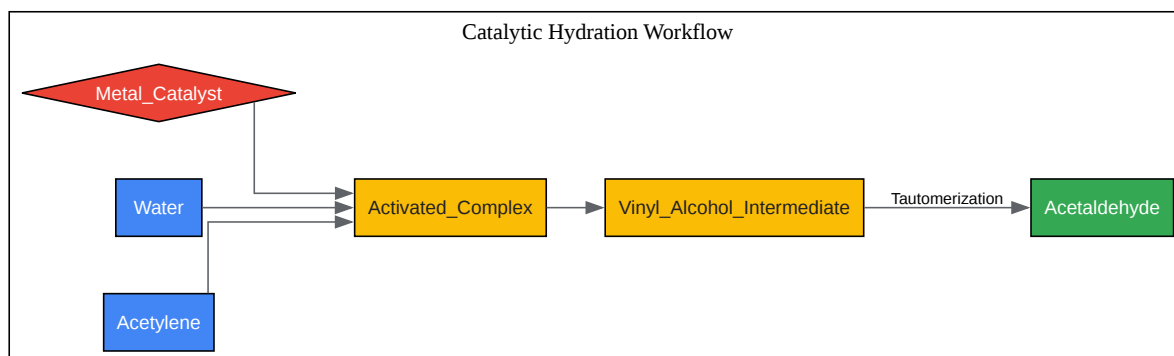 Catalytic Hydration Workflow
Metal_Catalyst
Water
Acetylene
Activated_Complex
Vinyl_Alcohol_Intermediate
Tautomerization
Acetaldehyde